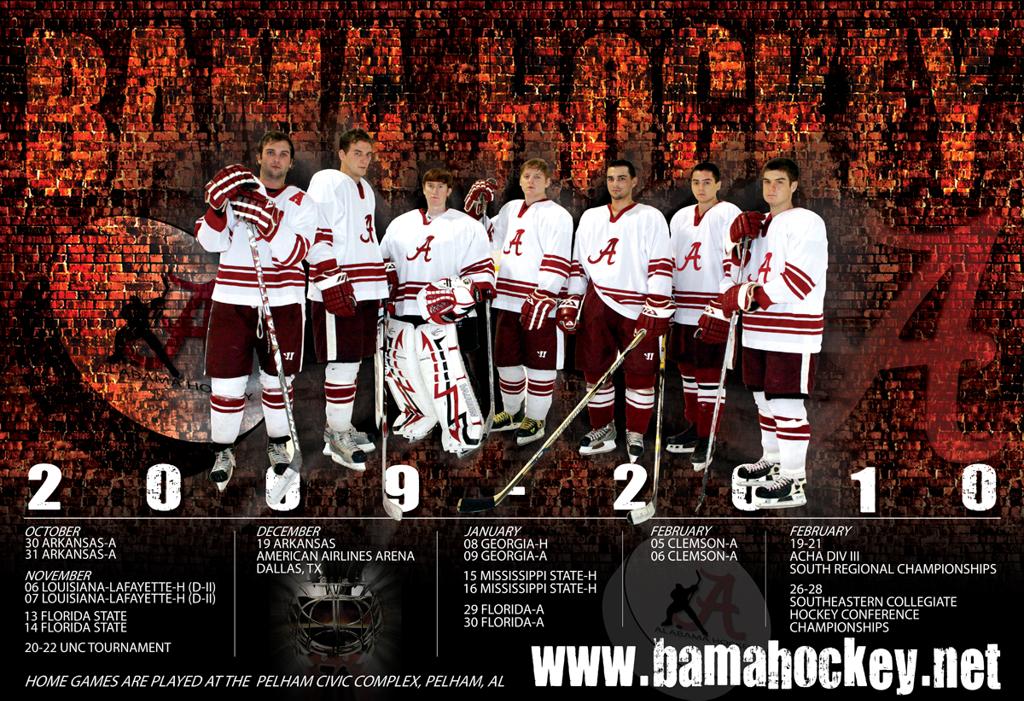 BAMA HOCKEY
A
A
A
A
A
A
A
A
2009-2010
OCTOBER
30 ARKANSAS-A
31 ARKANSAS-A
NOVEMBER
06 LOUISIANA-LAFAYETTE-H (D-II)
07 LOUISIANA-LAFAYETTE-H (D-II)
13 FLORIDA STATE
14 FLORIDA STATE
20-22 UNC TOURNAMENT
DECEMBER
19 ARKANSAS
AMERICAN AIRLINES ARENA
DALLAS, TX
JANUARY
08 GEORGIA-H
09 GEORGIA-H
15 MISSISSIPPI STATE-H
16 MISSISSIPPI STATE-H
29 FLORIDA-A
30 FLORIDA-A
FEBRUARY
05 CLEMSON-A
06 CLEMSON-A
A
ALABAMA HO
FEBRUARY
19-21
ACHA DIV III
SOUTH REGIONAL CHAMPIONSHIPS
26-28
SOUTHEASTERN COLLEGIATE
HOCKEY CONFERENCE
CHAMPIONSHIPS
HOME GAMES ARE PLAYED AT THE PELHAM CIVIC COMPLEX, PELHAM, AL
www.bamahockey.net